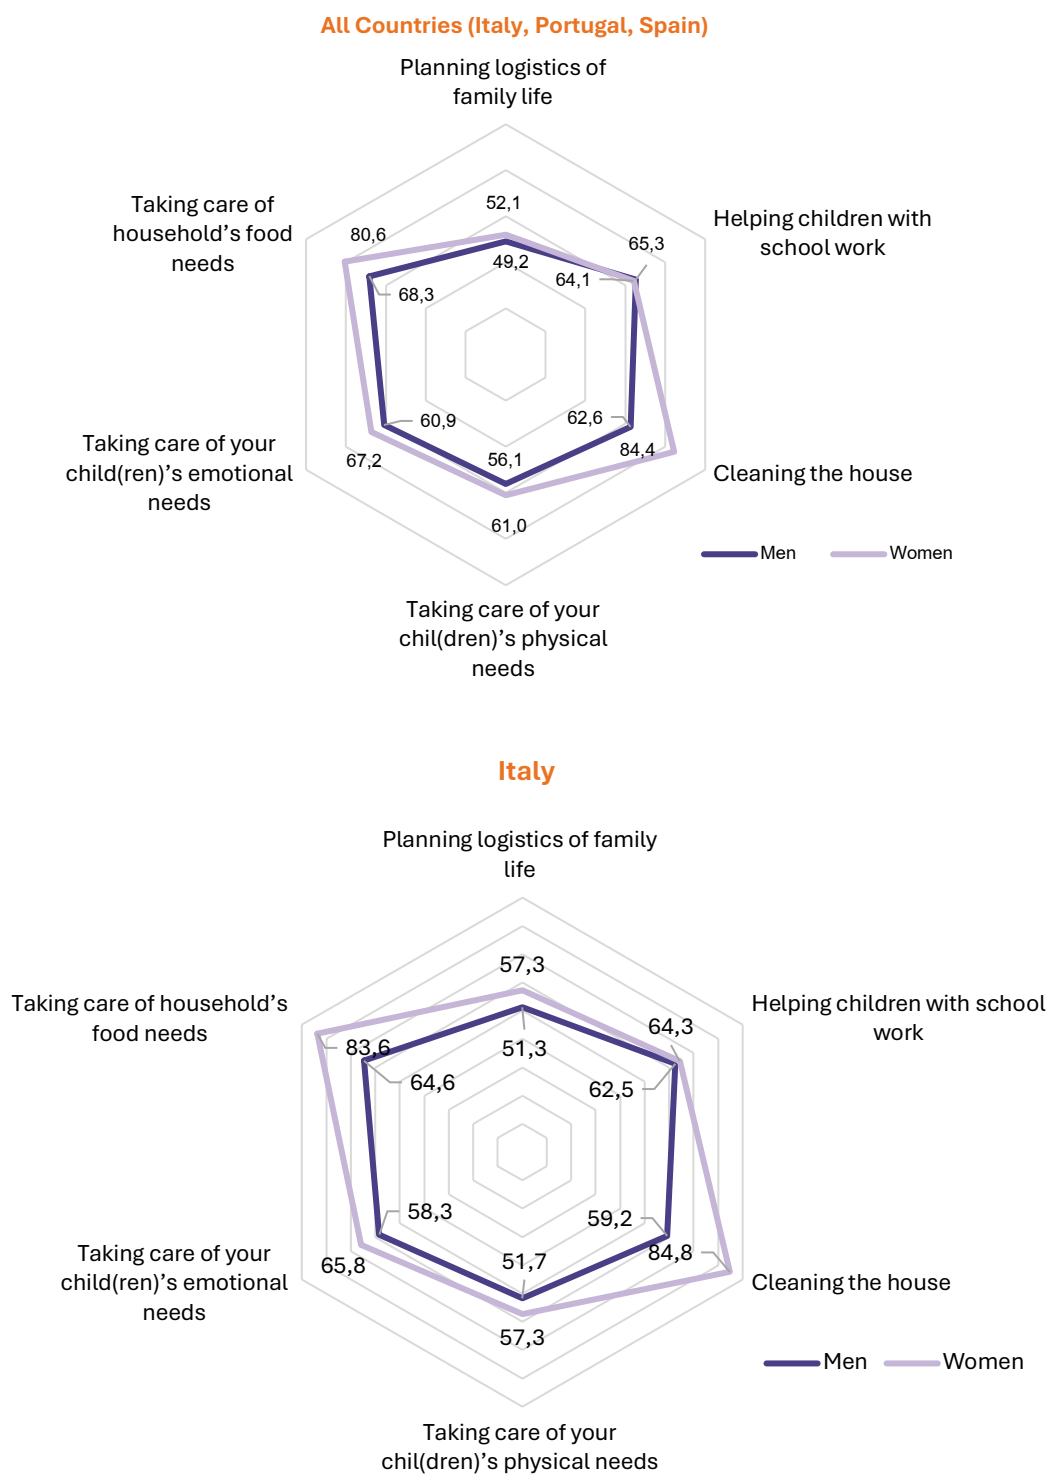 All Countries (Italy, Portugal, Spain)
Planning logistics of
family life
Taking care of
household’s food
needs
Helping children with
school work
52,1
80,6
65,3
49,2
64,1
68,3
60,9
62,6
56,1
84,4
67,2
61,0
Taking care of your
child(ren)’s emotional
needs
Cleaning the house
Men
Women
Taking care of your
chil(dren)’s physical
needs
Italy
Planning logistics of family
life
57,3
Taking care of household’s
food needs
Helping children with school
work
64,3
83,6
51,3
64,6
62,5
58,3
59,2
51,7
84,8
65,8
57,3
Taking care of your
child(ren)’s emotional
needs
Cleaning the house
Men
Women
Taking care of your
chil(dren)’s physical needs